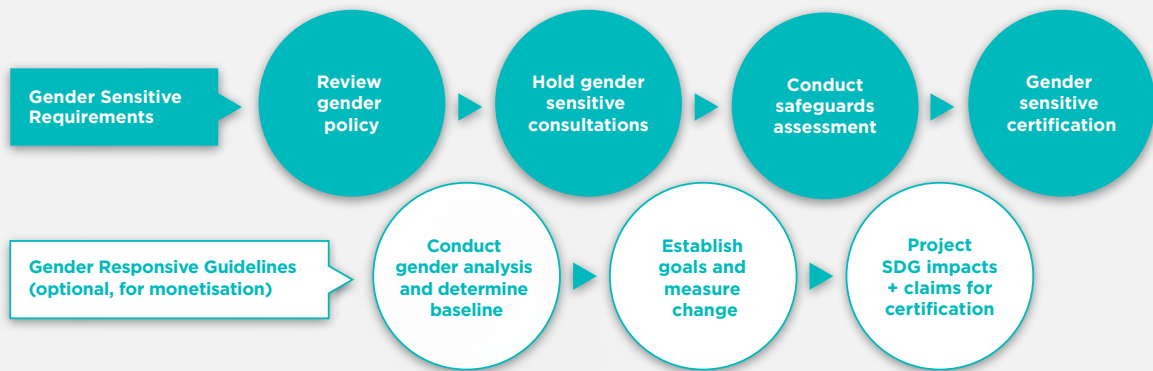 Gender Sensitive
Requirements
Review
gender
policy
Hold gender
sensitive
consultations
Conduct
safeguards
assessment
Gender
sensitive
certification
Gender Responsive Guidelines
(optional, for monetisation)
Conduct
gender analysis
and determine
baseline
Establish
goals and
measure
change
Project
SDG impacts
+ claims for
certification